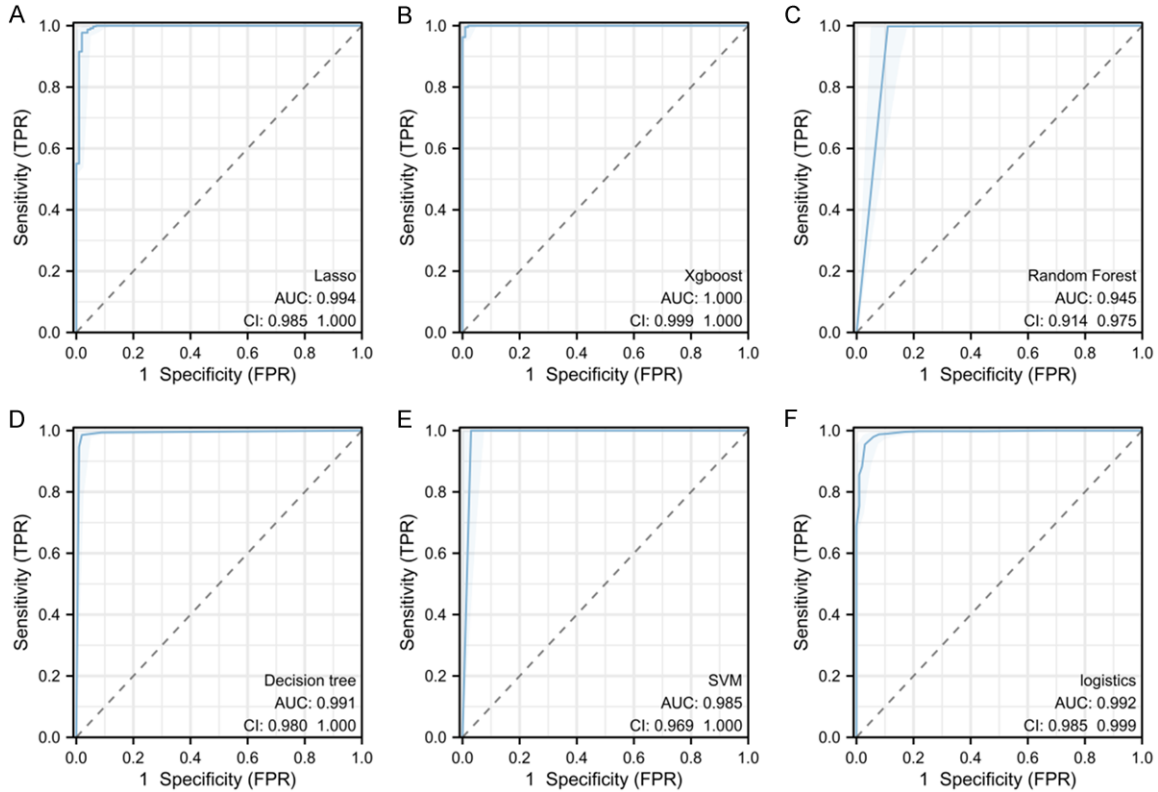 A
Sensitivity (TPR)
1.0
0.8
0.6
0.4
0.2
0.0
Lasso
AUC: 0.994
CI: 0.985 1.000
0.0 0.2 0.4 0.6 0.8 1.0
1 Specificity (FPR)
B
Sensitivity (TPR)
1.0
0.8
0.6
0.4
0.2
0.0
Xgboost
AUC: 1.000
CI: 0.999 1.000
0.0 0.2 0.4 0.6 0.8 1.0
1 Specificity (FPR)
C
Sensitivity (TPR)
1.0
0.8
0.6
0.4
0.2
0.0
Random Forest
AUC: 0.945
CI: 0.914 0.975
0.0 0.2 0.4 0.6 0.8 1.0
1 Specificity (FPR)
D
Sensitivity (TPR)
1.0
0.8
0.6
0.4
0.2
0.0
Decision tree
AUC: 0.991
CI: 0.980 1.000
0.0 0.2 0.4 0.6 0.8 1.0
1 Specificity (FPR)
E
Sensitivity (TPR)
1.0
0.8
0.6
0.4
0.2
0.0
SVM
AUC: 0.985
CI: 0.969 1.000
0.0 0.2 0.4 0.6 0.8 1.0
1 Specificity (FPR)
F
Sensitivity (TPR)
1.0
0.8
0.6
0.4
0.2
0.0
logistics
AUC: 0.992
CI: 0.985 0.999
0.0 0.2 0.4 0.6 0.8 1.0
1 Specificity (FPR)